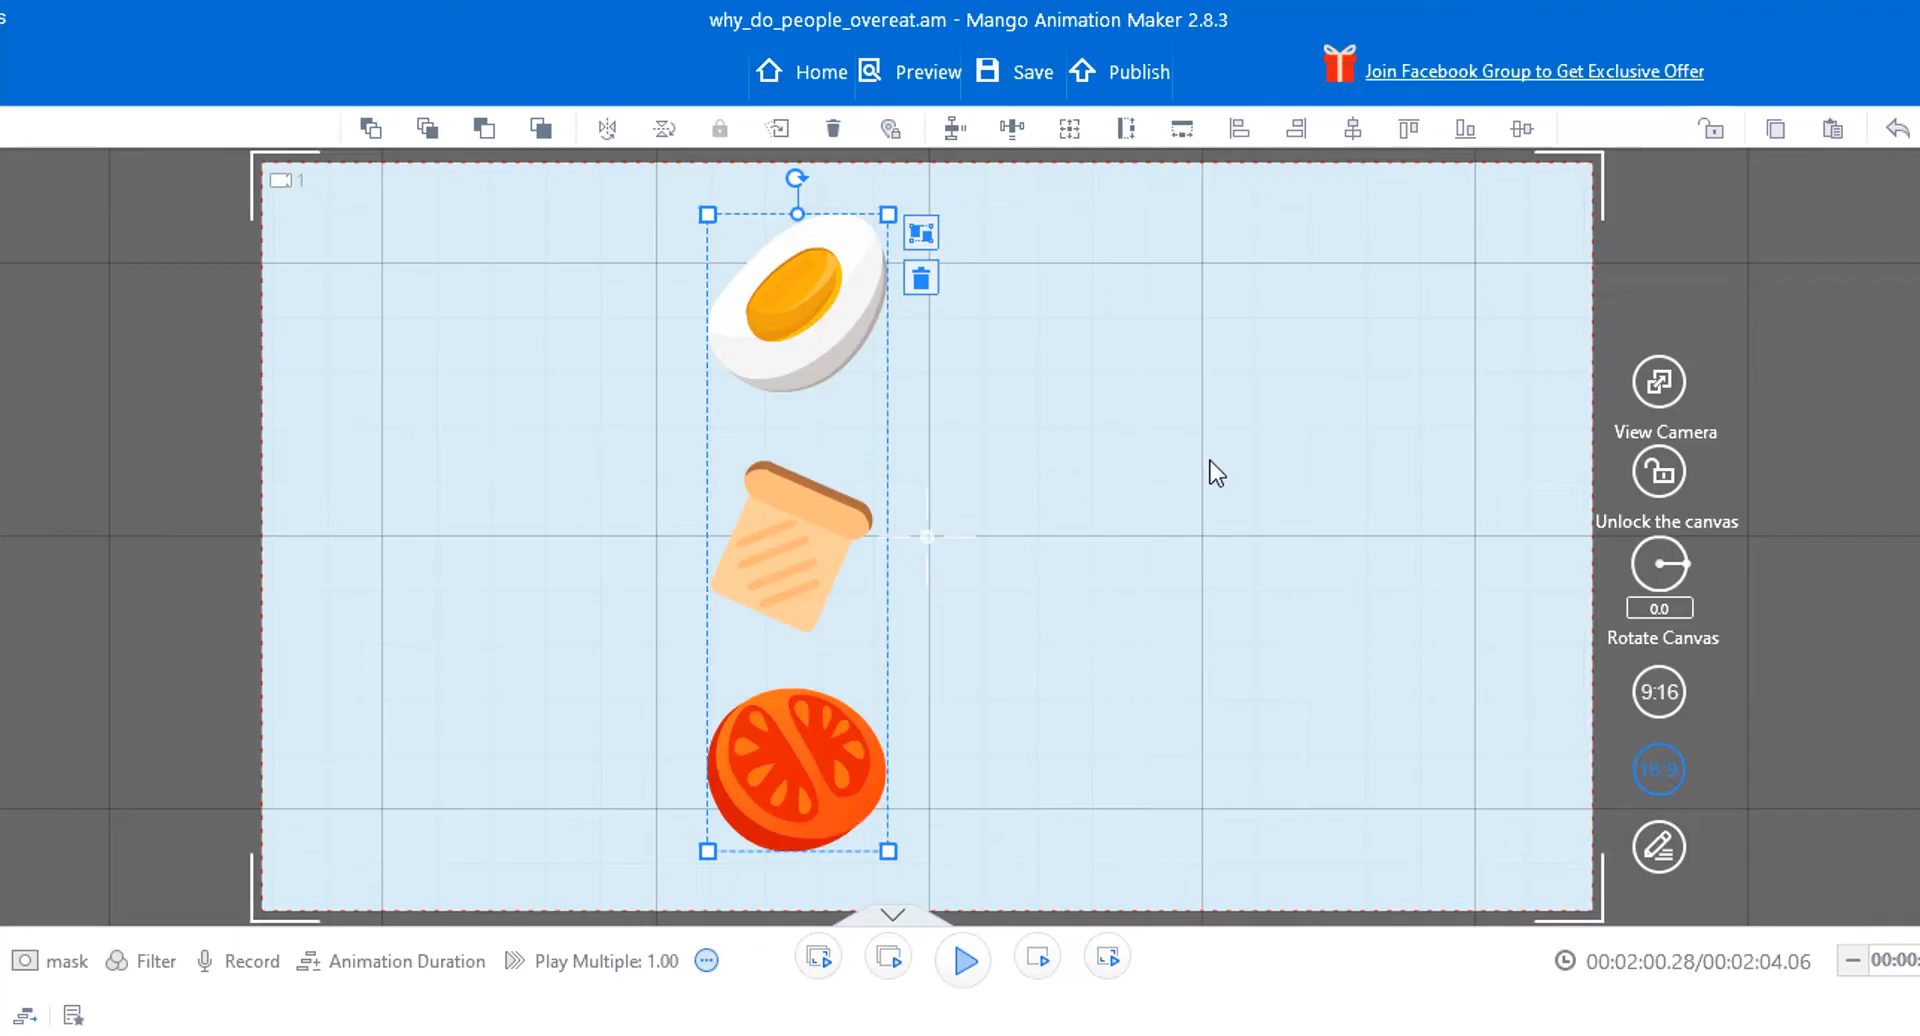 s
why_do_people_overeat.am - Mango Animation Maker 2.8.3
Home Preview Save Publish
Join Facebook Group to Get Exclusive Offer
1
View Camera
Unlock the canvas
0.0
Rotate Canvas
9:16
16:9
mask Filter Record Animation Duration Play Multiple: 1.00 00:02:00.28/00:02:04.06 00:00: